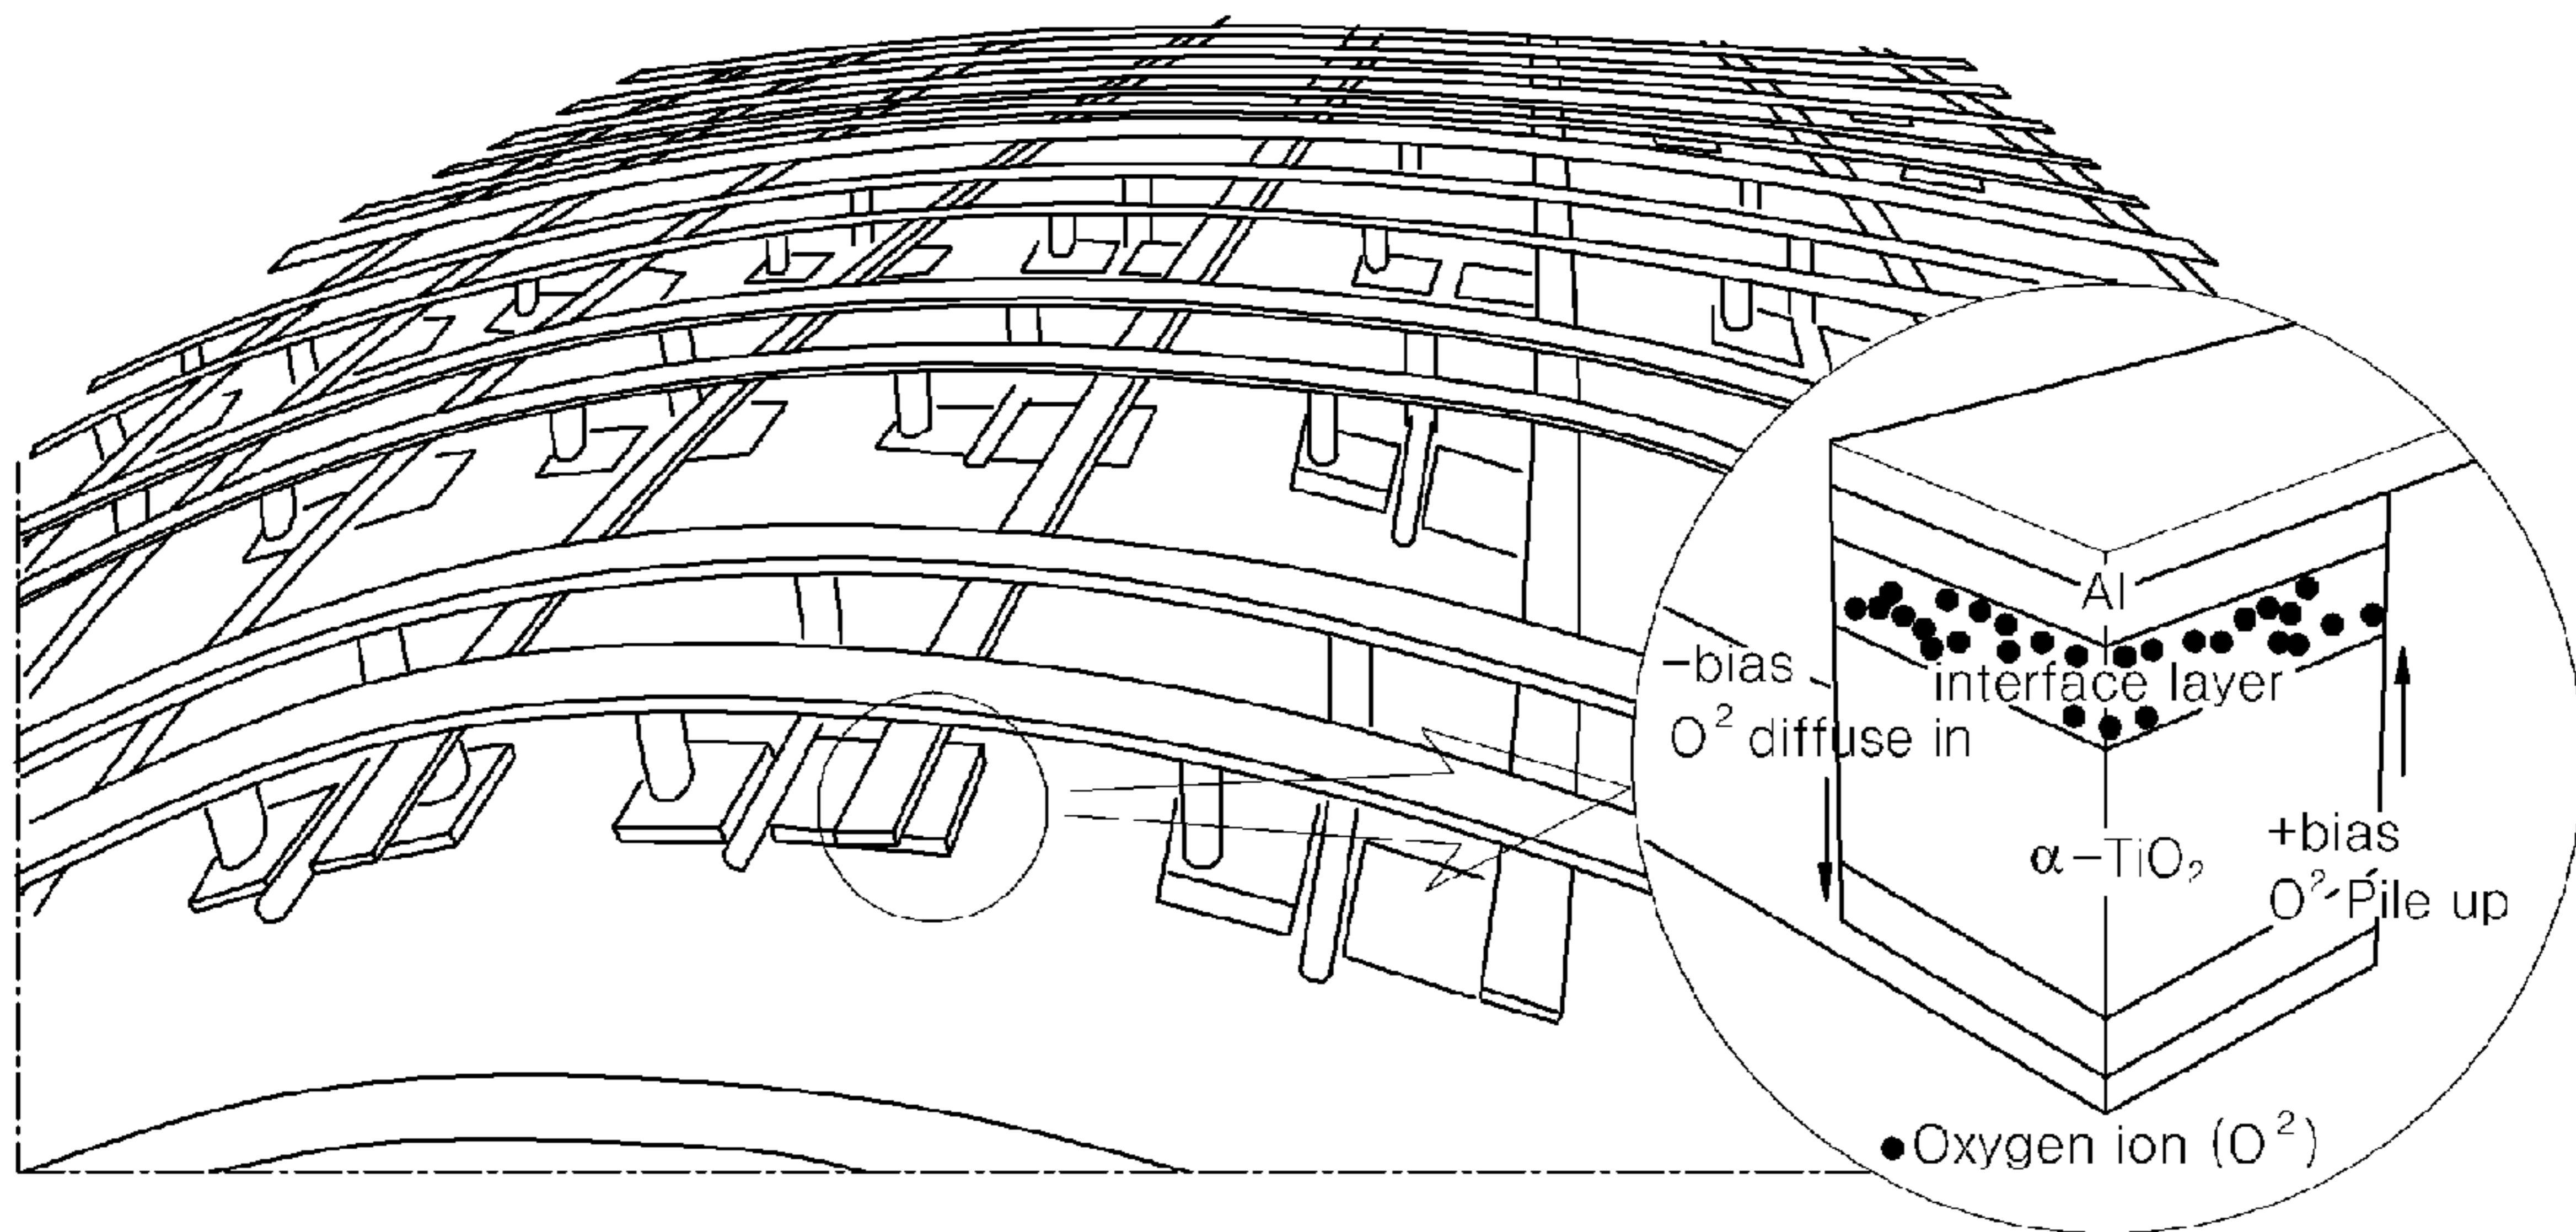 Al
interface layer
−bias
O² diffuse in
α−TiO₂
+bias
O² Pile up
●Oxygen ion (O²)